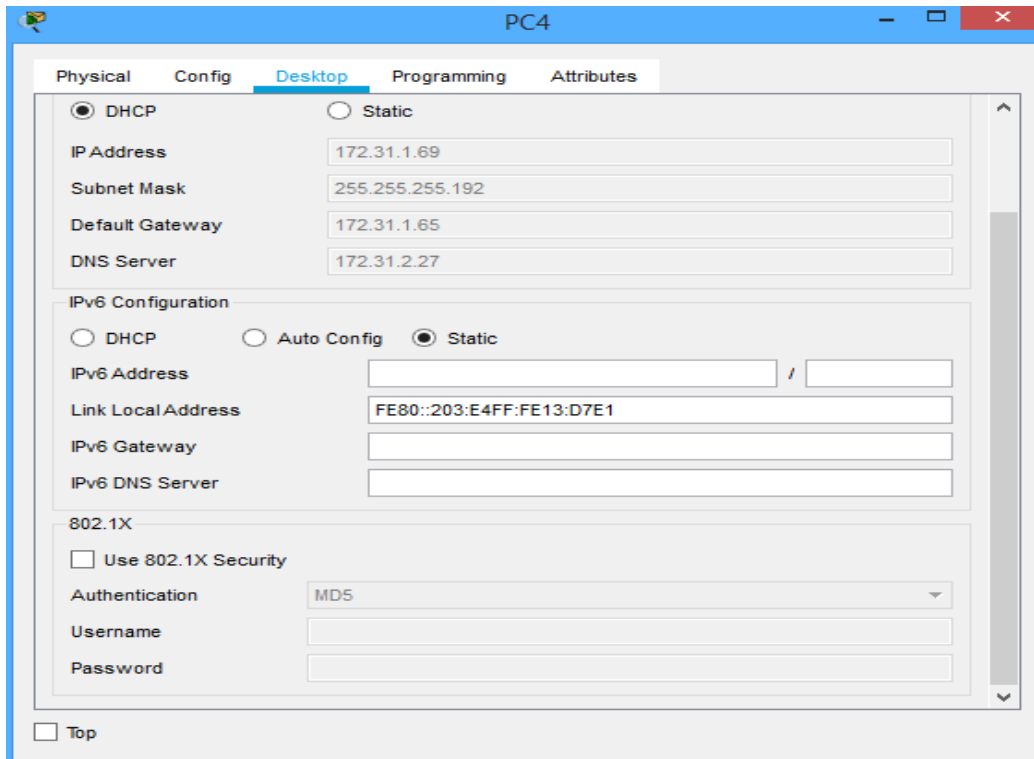 PC4
Physical Config Desktop Programming Attributes
DHCP Static
IP Address 172.31.1.69
Subnet Mask 255.255.255.192
Default Gateway 172.31.1.65
DNS Server 172.31.2.27
IPv6 Configuration
DHCP Auto Config Static
IPv6 Address /
Link Local Address FE80::203:E4FF:FE13:D7E1
IPv6 Gateway
IPv6 DNS Server
802.1X
Use 802.1X Security
Authentication MD5
Username
Password
Top